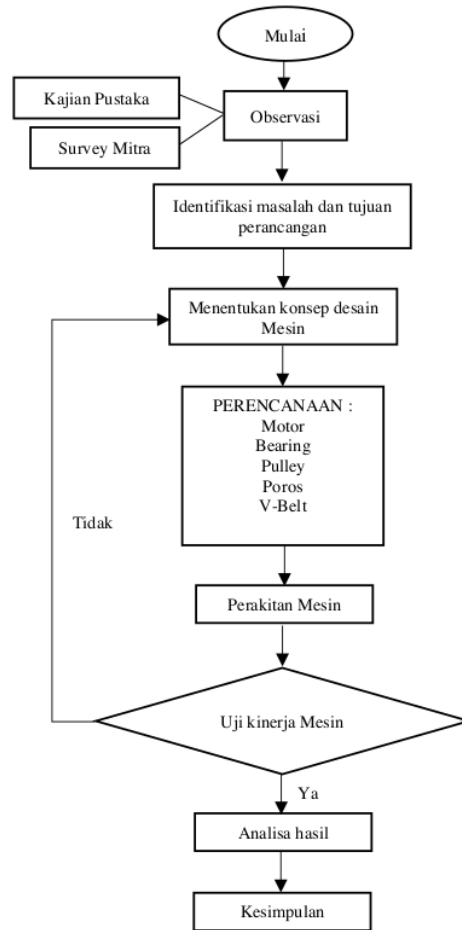 Mulai
Kajian Pustaka
Survey Mitra
Observasi
Identifikasi masalah dan tujuan
perancangan
Menentukan konsep desain
Mesin
PERENCANAAN :
Motor
Bearing
Pulley
Poros
V-Belt
Tidak
Perakitan Mesin
Uji kinerja Mesin
Ya
Analisa hasil
Kesimpulan